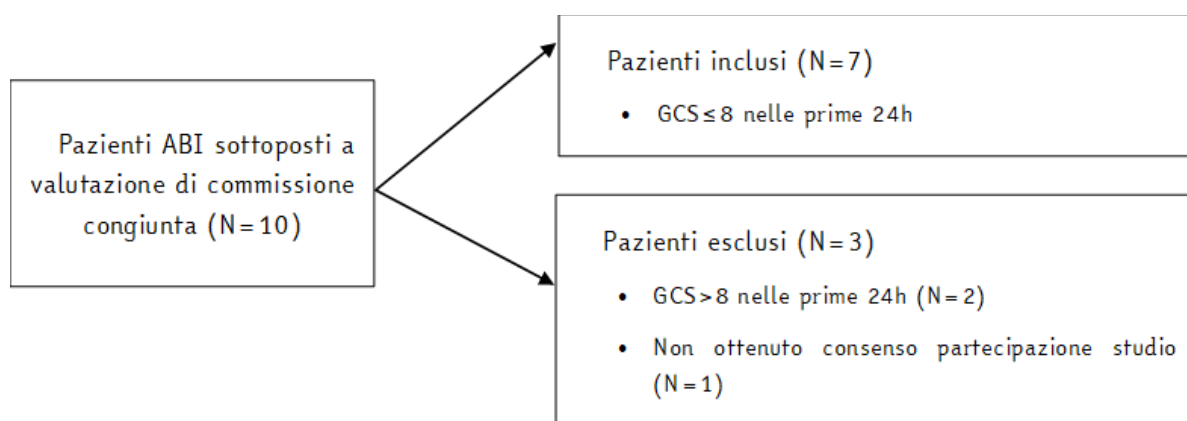 Pazienti ABI sottoposti a
valutazione di commissione
congiunta (N=10)
Pazienti inclusi (N=7)
• GCS≤8 nelle prime 24h
Pazienti esclusi (N=3)
• GCS>8 nelle prime 24h (N=2)
• Non ottenuto consenso partecipazione studio
(N=1)